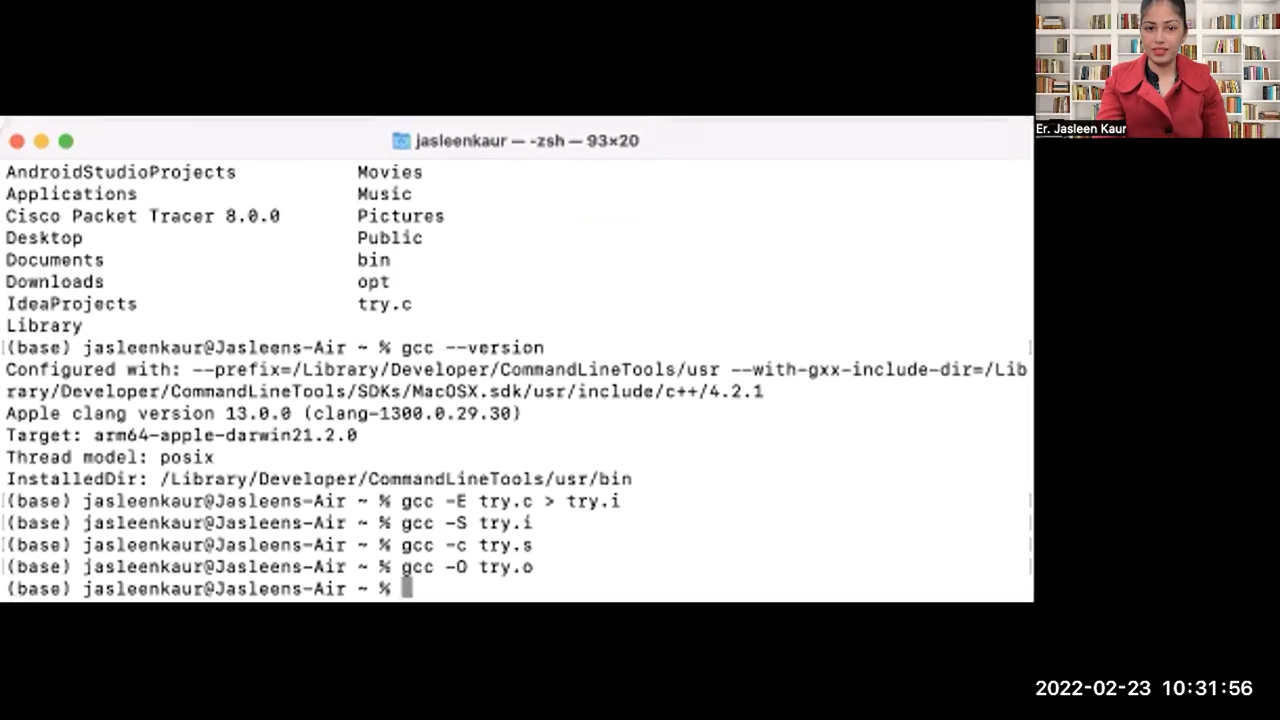 Er. Jasleen Kaur
jasleenkaur — -zsh — 93×20
AndroidStudioProjects Movies
Applications Music
Cisco Packet Tracer 8.0.0 Pictures
Desktop Public
Documents bin
Downloads opt
IdeaProjects try.c
Library
(base) jasleenkaur@Jasleens-Air ~ % gcc --version
Configured with: --prefix=/Library/Developer/CommandLineTools/usr --with-gxx-include-dir=/Lib
rary/Developer/CommandLineTools/SDKs/MacOSX.sdk/usr/include/c++/4.2.1
Apple clang version 13.0.0 (clang-1300.0.29.30)
Target: arm64-apple-darwin21.2.0
Thread model: posix
InstalledDir: /Library/Developer/CommandLineTools/usr/bin
(base) jasleenkaur@Jasleens-Air ~ % gcc -E try.c > try.i
(base) jasleenkaur@Jasleens-Air ~ % gcc -S try.i
(base) jasleenkaur@Jasleens-Air ~ % gcc -c try.s
(base) jasleenkaur@Jasleens-Air ~ % gcc -O try.o
(base) jasleenkaur@Jasleens-Air ~ %
2022-02-23 10:31:56